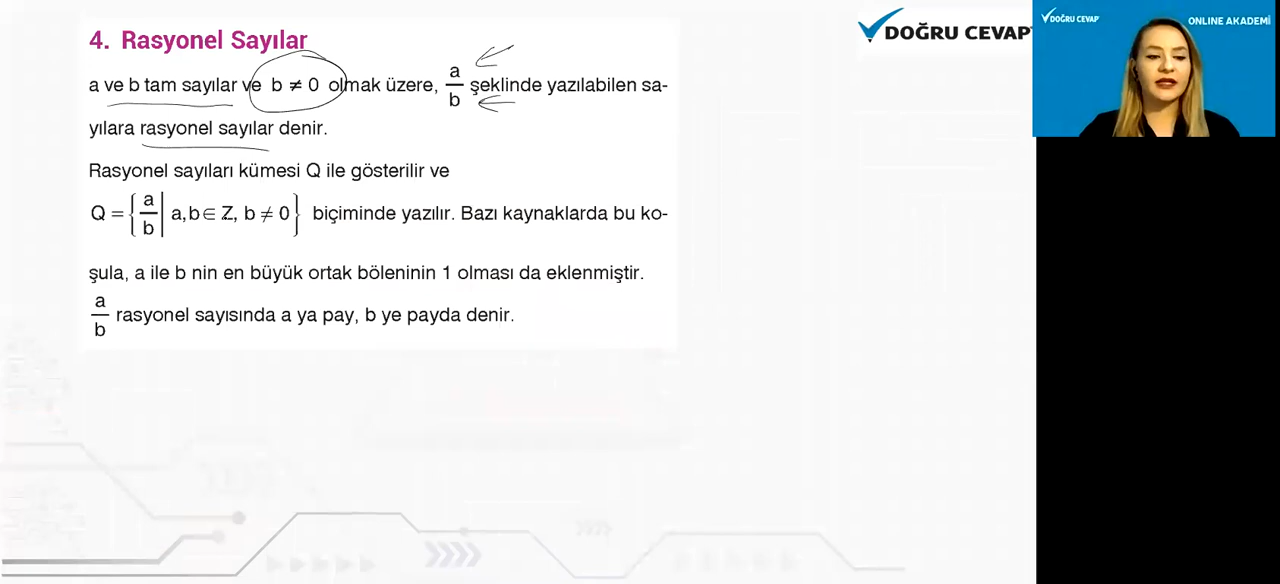 4. Rasyonel Sayılar
a ve b tam sayılar ve b ≠ 0 olmak üzere, a/b şeklinde yazılabilen sa-
yılara rasyonel sayılar denir.
Rasyonel sayıları kümesi Q ile gösterilir ve
Q = {a/b | a,b ∈ Z, b ≠ 0} biçiminde yazılır. Bazı kaynaklarda bu ko-
şula, a ile b nin en büyük ortak böleninin 1 olması da eklenmiştir.
a/b rasyonel sayısında a ya pay, b ye payda denir.
DOĞRU CEVAP
DOĞRU CEVAP
ONLINE AKADEMİ